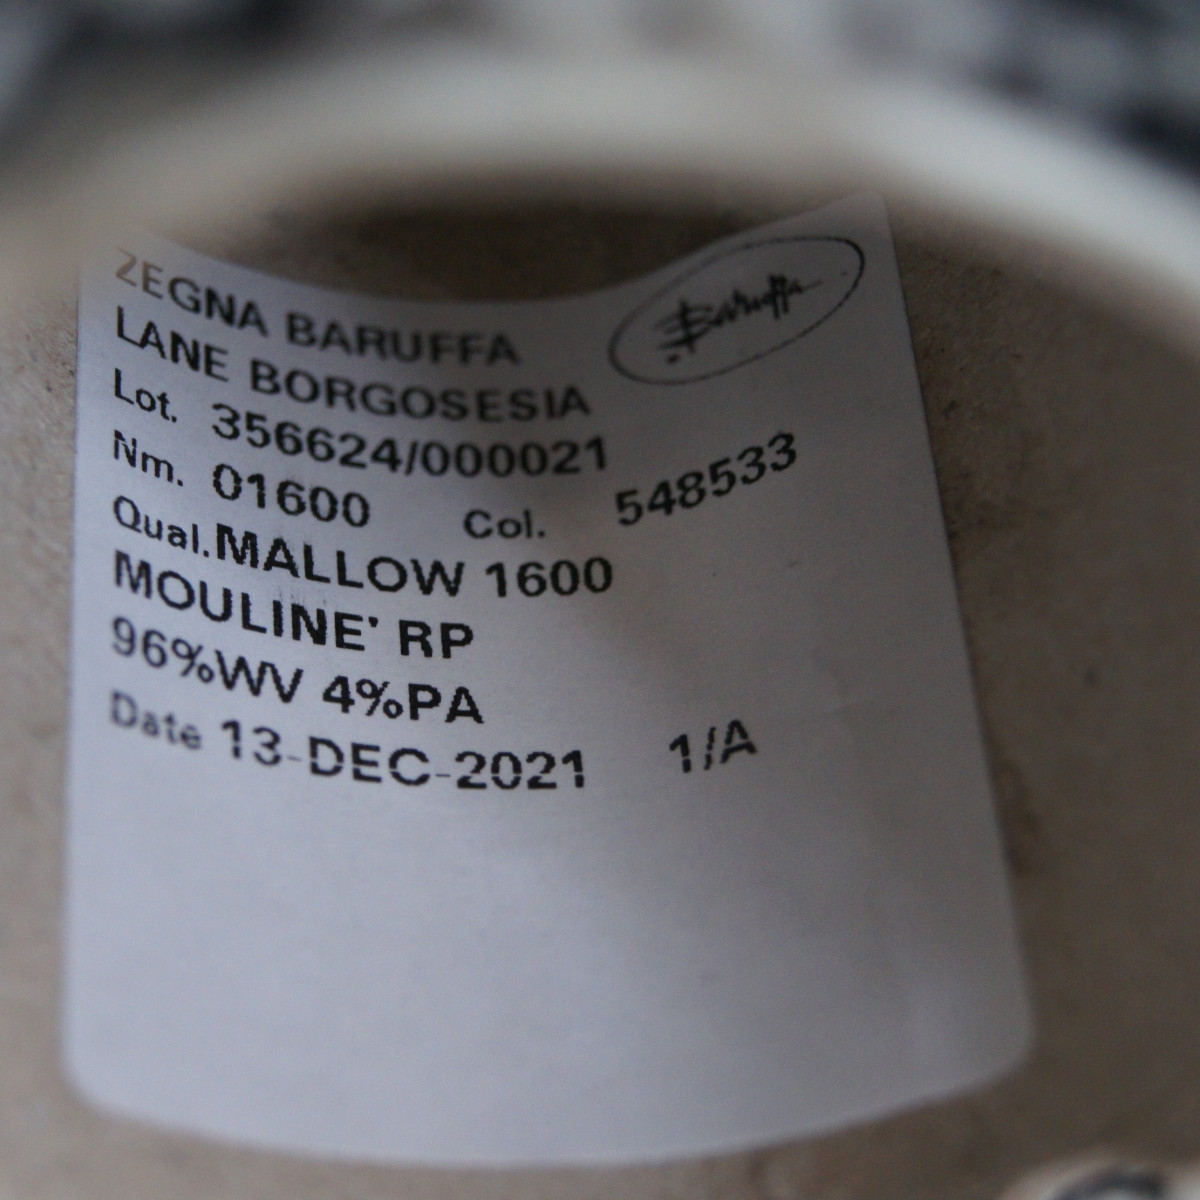 ZEGNA BARUFFA
Baruffa
LANE BORGOSESIA
Lot. 356624/000021
Nm. 01600 Col. 548533
Qual.MALLOW 1600
MOULINE' RP
96%WV 4%PA
Date 13-DEC-2021 1/A